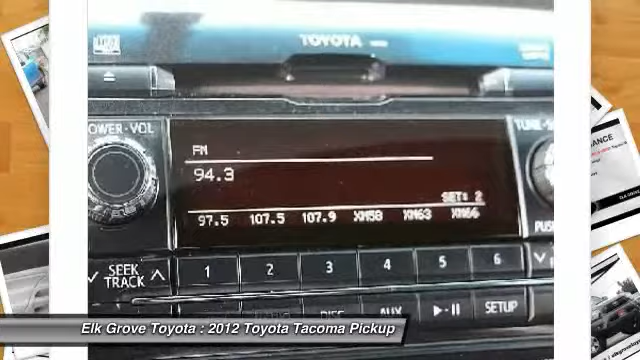 TOYOTA
POWER·VOL
FM
94.3
SET: 2
97.5 107.5 107.9 XM58 XM63 XM66
SEEK
TRACK
1 2 3 4 5 6
DISC AUX SETUP
Elk Grove Toyota : 2012 Toyota Tacoma Pickup